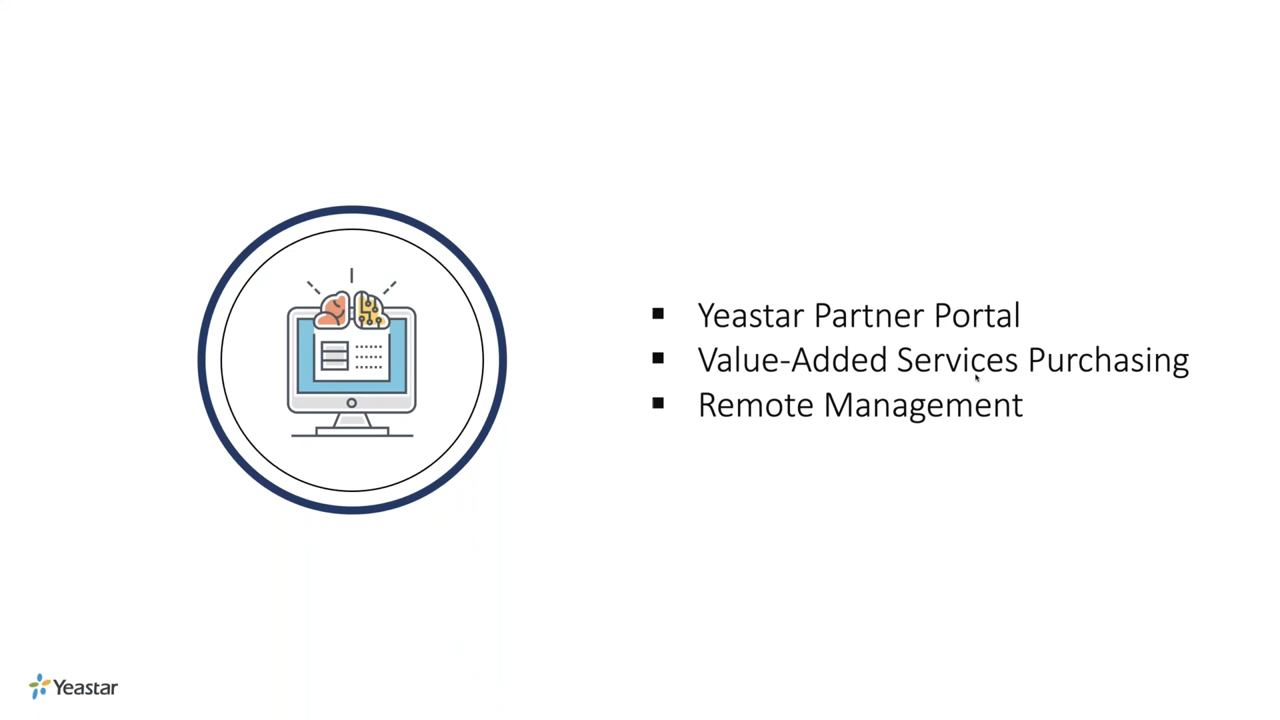 Yeastar Partner Portal
Value-Added Services Purchasing
Remote Management
Yeastar